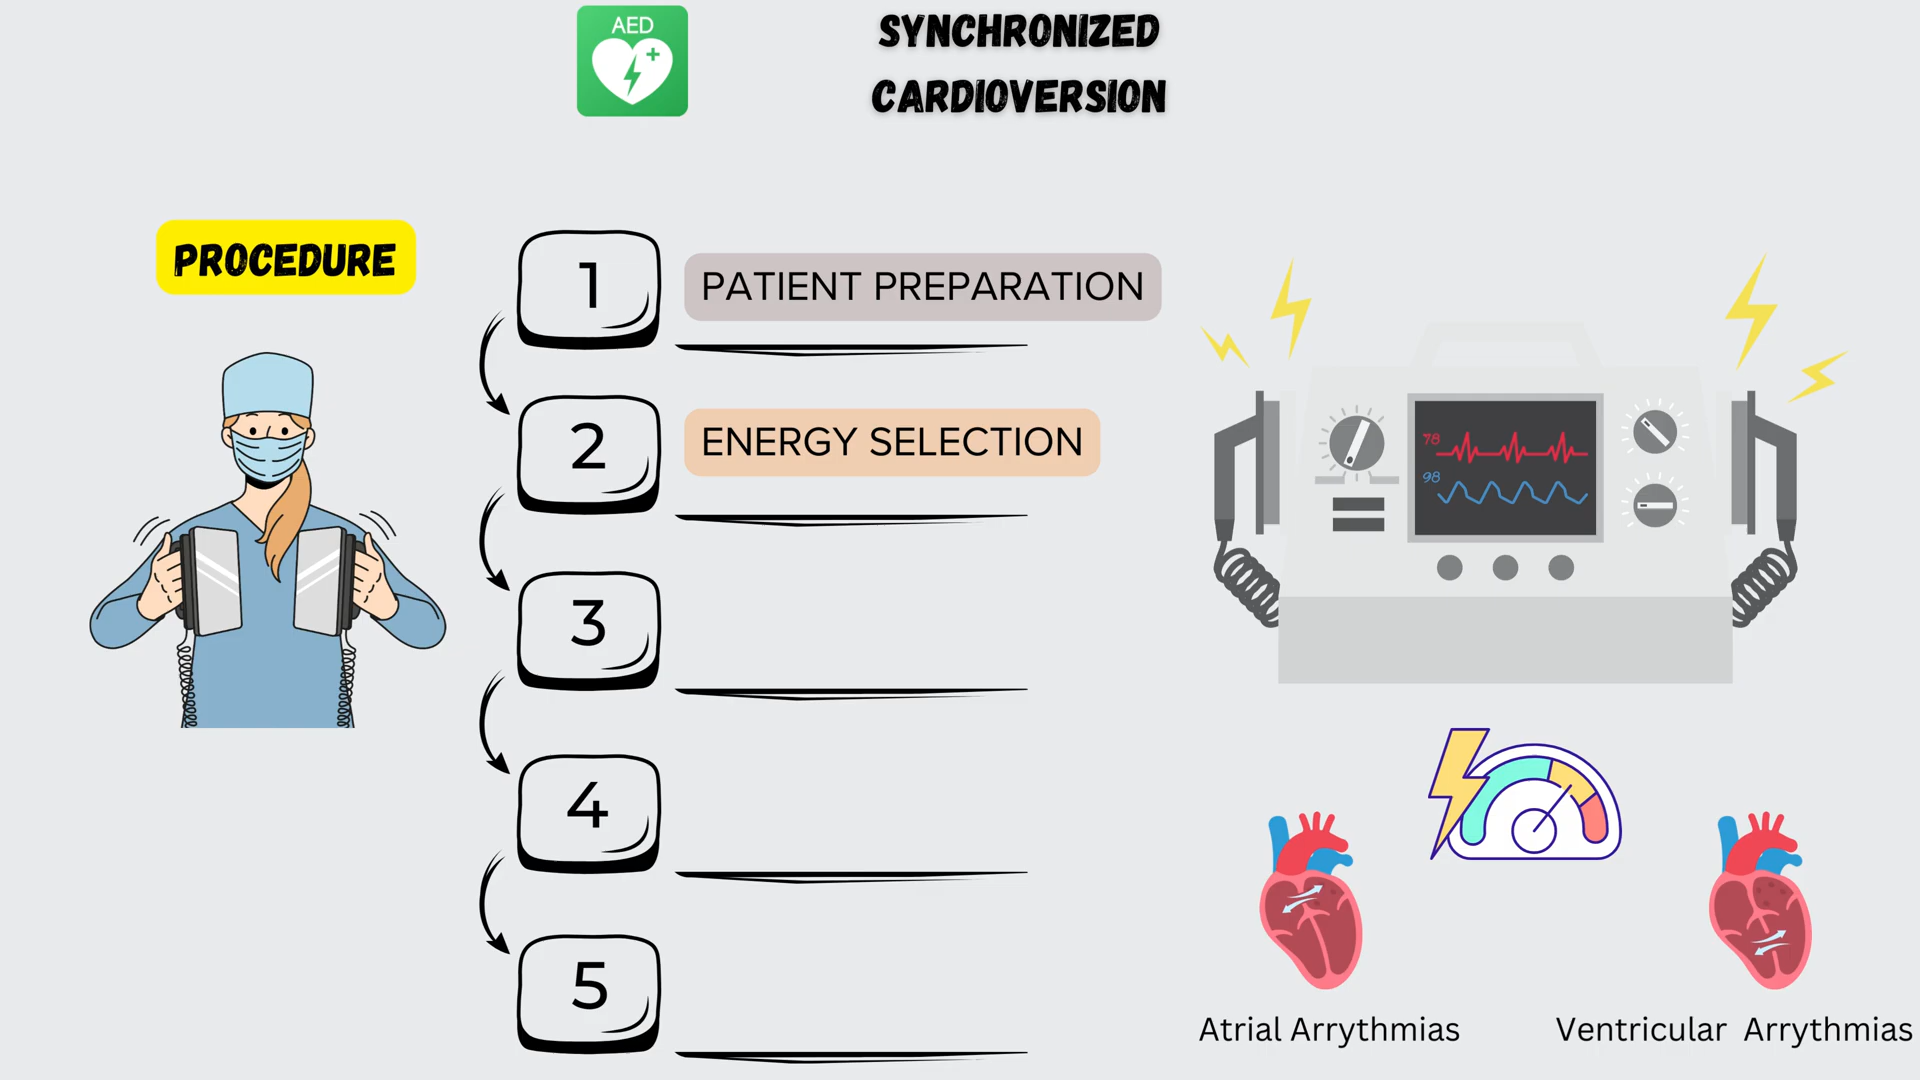 AED
SYNCHRONIZED
CARDIOVERSION
PROCEDURE
1
PATIENT PREPARATION
2
ENERGY SELECTION
3
4
5
78
98
Atrial Arrythmias
Ventricular Arrythmias